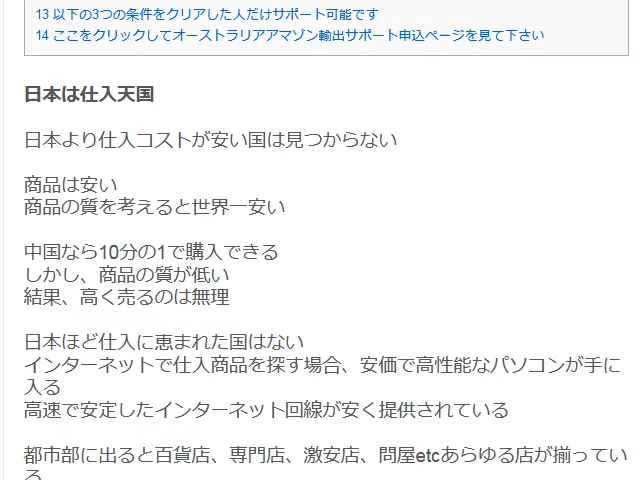 13 以下の3つの条件をクリアした人だけサポート可能です
14 ここをクリックしてオーストラリアアマゾン輸出サポート申込ページを見て下さい
日本は仕入天国
日本より仕入コストが安い国は見つからない
商品は安い
商品の質を考えると世界一安い
中国なら10分の1で購入できる
しかし、商品の質が低い
結果、高く売るのは無理
日本ほど仕入に恵まれた国はない
インターネットで仕入商品を探す場合、安価で高性能なパソコンが手に
入る
高速で安定したインターネット回線が安く提供されている
都市部に出ると百貨店、専門店、激安店、問屋etcあらゆる店が揃ってい
る